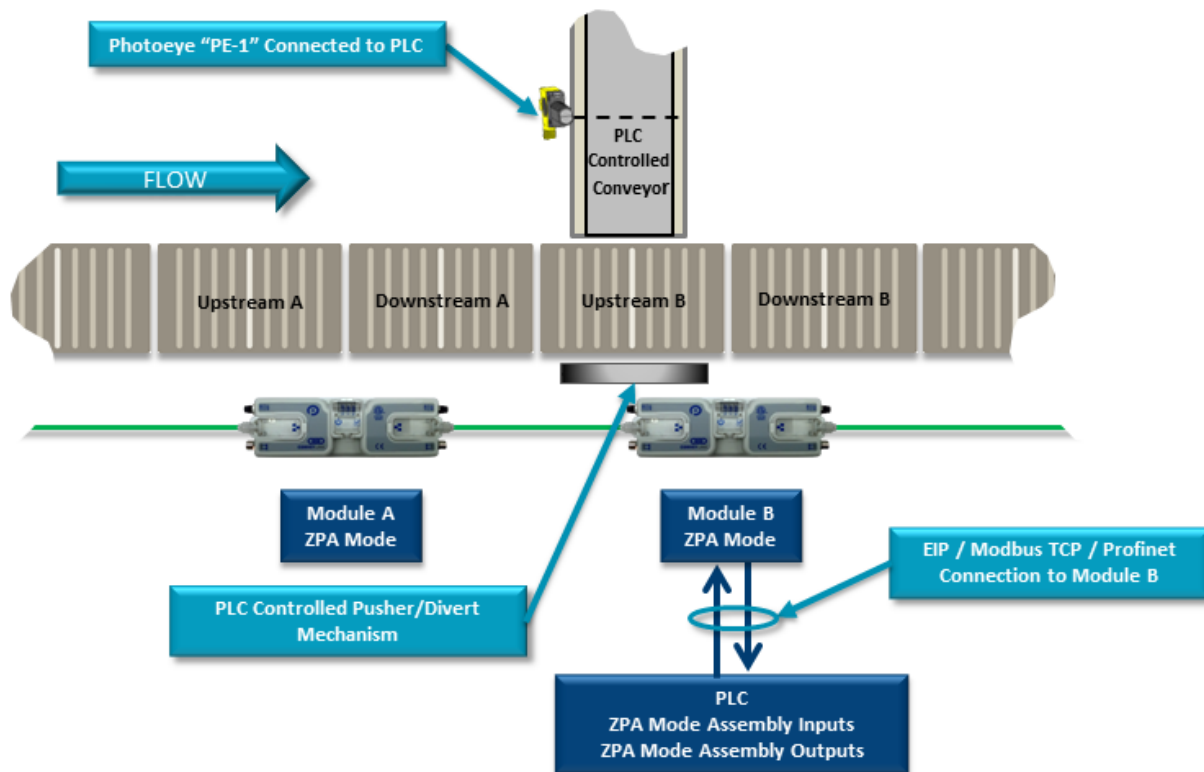 Photoeye “PE-1” Connected to PLC
PLC
Controlled
Conveyor
FLOW
Upstream A
Downstream A
Upstream B
Downstream B
Module A
ZPA Mode
Module B
ZPA Mode
EIP / Modbus TCP / Profinet
Connection to Module B
PLC Controlled Pusher/Divert
Mechanism
PLC
ZPA Mode Assembly Inputs
ZPA Mode Assembly Outputs